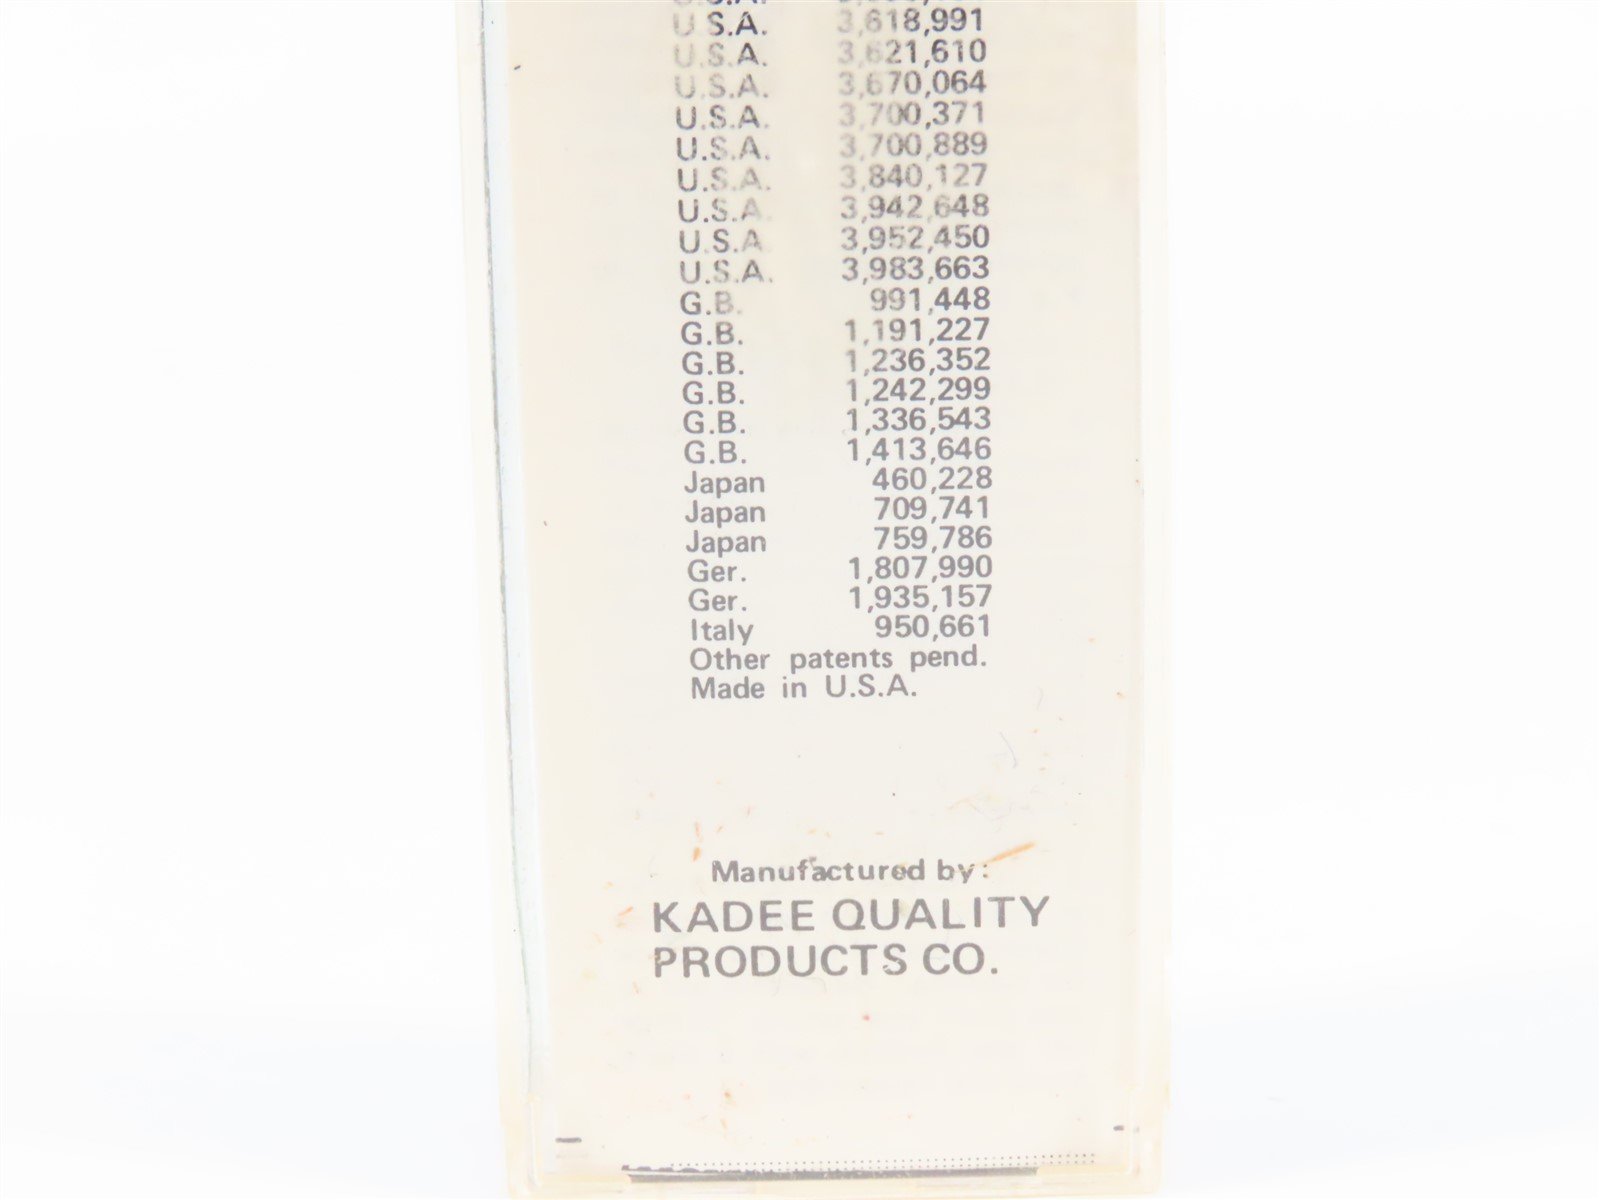 U.S.A. 3,618,991
U.S.A. 3,621,610
U.S.A. 3,670,064
U.S.A. 3,700,371
U.S.A. 3,700,889
U.S.A. 3,840,127
U.S.A. 3,942,648
U.S.A 3,952,450
U.S.A. 3,983,663
G.B. 991,448
G.B. 1,191,227
G.B. 1,236,352
G.B. 1,242,299
G.B. 1,336,543
G.B. 1,413,646
Japan 460,228
Japan 709,741
Japan 759,786
Ger. 1,807,990
Ger. 1,935,157
Italy 950,661
Other patents pend.
Made in U.S.A.
Manufactured by:
KADEE QUALITY
PRODUCTS CO.